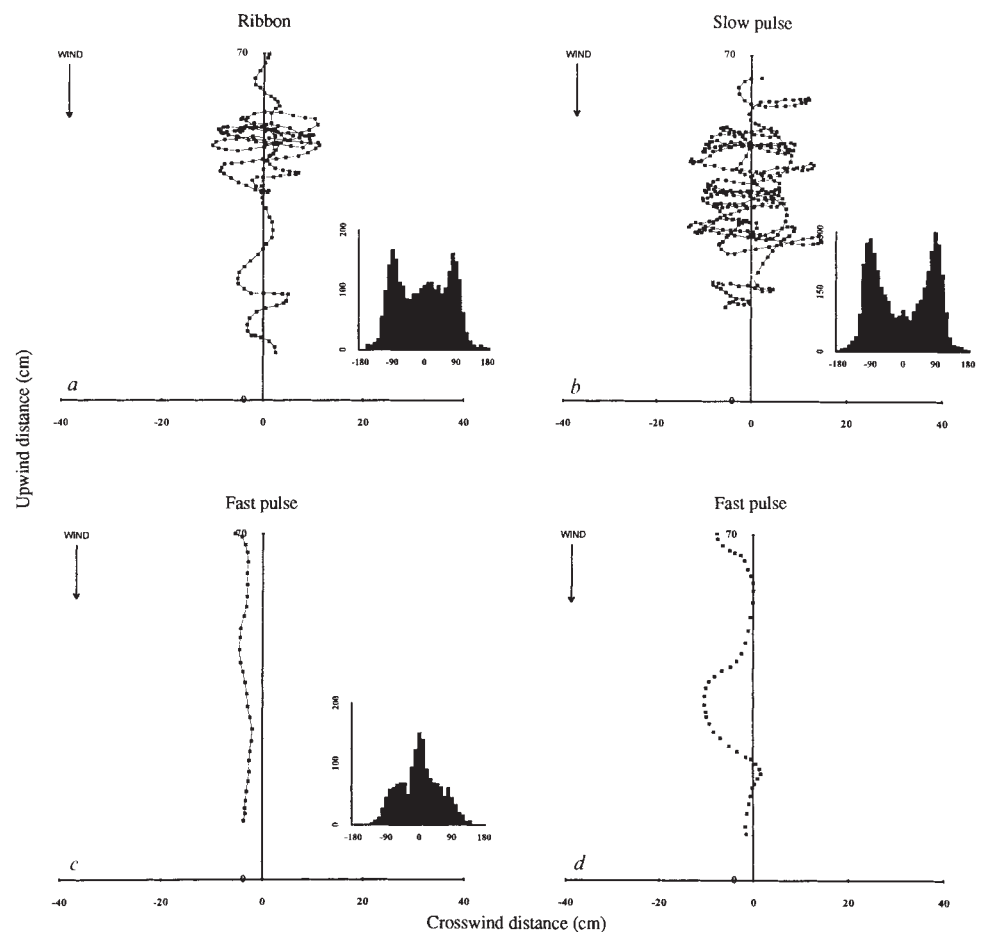 Ribbon
Slow pulse
WIND
70
WIND
70
200
100
0
-180 -90 0 90 180
300
150
0
-180 -90 0 90 180
a
b
0
0
-40 -20 0 20 40
-40 -20 0 20 40
Upwind distance (cm)
Fast pulse
Fast pulse
WIND
70
WIND
70
200
100
0
-180 -90 0 90 180
c
d
0
0
-40 -20 0 20 40
-40 -20 0 20 40
Crosswind distance (cm)